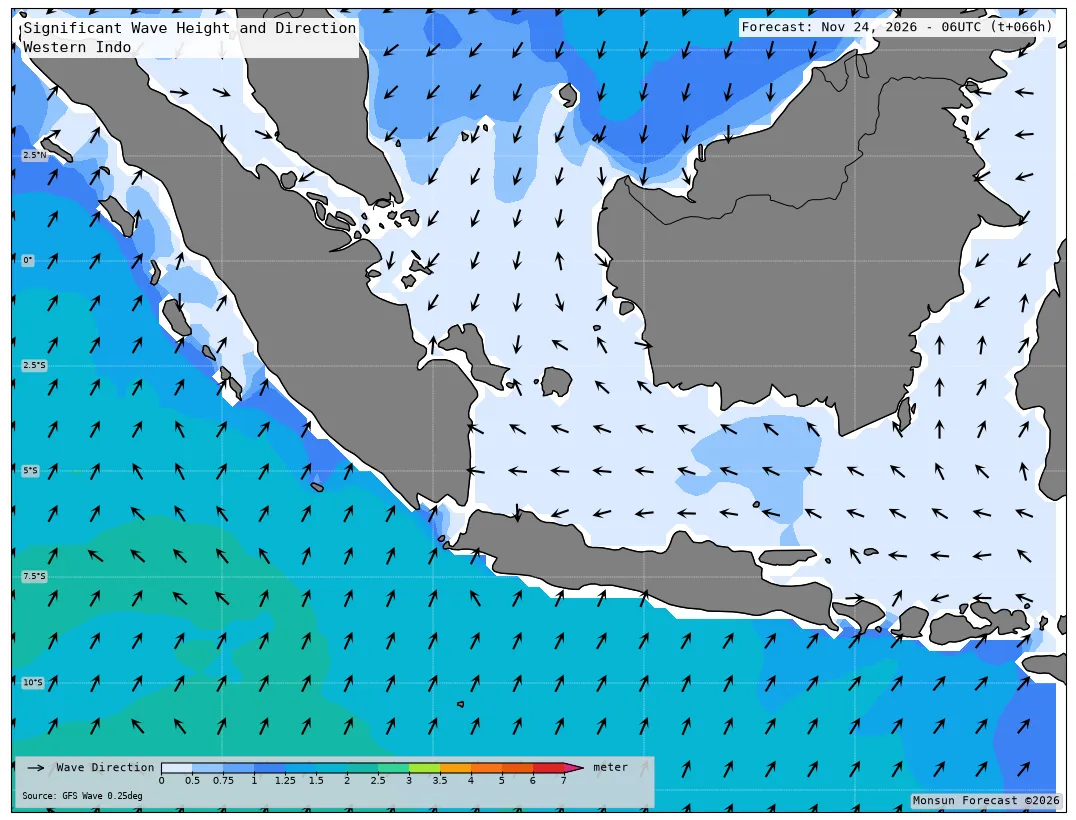 Significant Wave Height and Direction
Western Indo
Forecast: Nov 24, 2026 - 06UTC (t+066h)
2.5°N
0°
2.5°S
5°S
7.5°S
10°S
Wave Direction
meter
0 0.5 0.75 1 1.25 1.5 2 2.5 3 3.5 4 5 6 7
Source: GFS Wave 0.25deg
Monsun Forecast ©2026